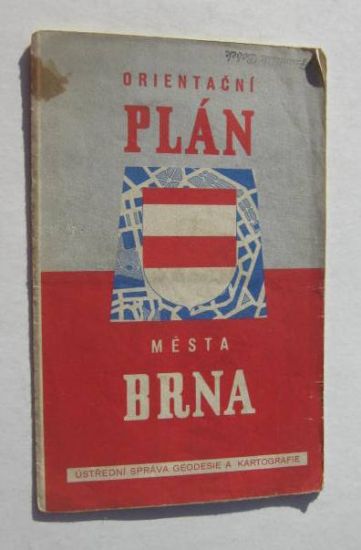 ORIENTAČNÍ
PLÁN
MĚSTA
BRNA
ÚSTŘEDNÍ SPRÁVA GEODESIE A KARTOGRAFIE